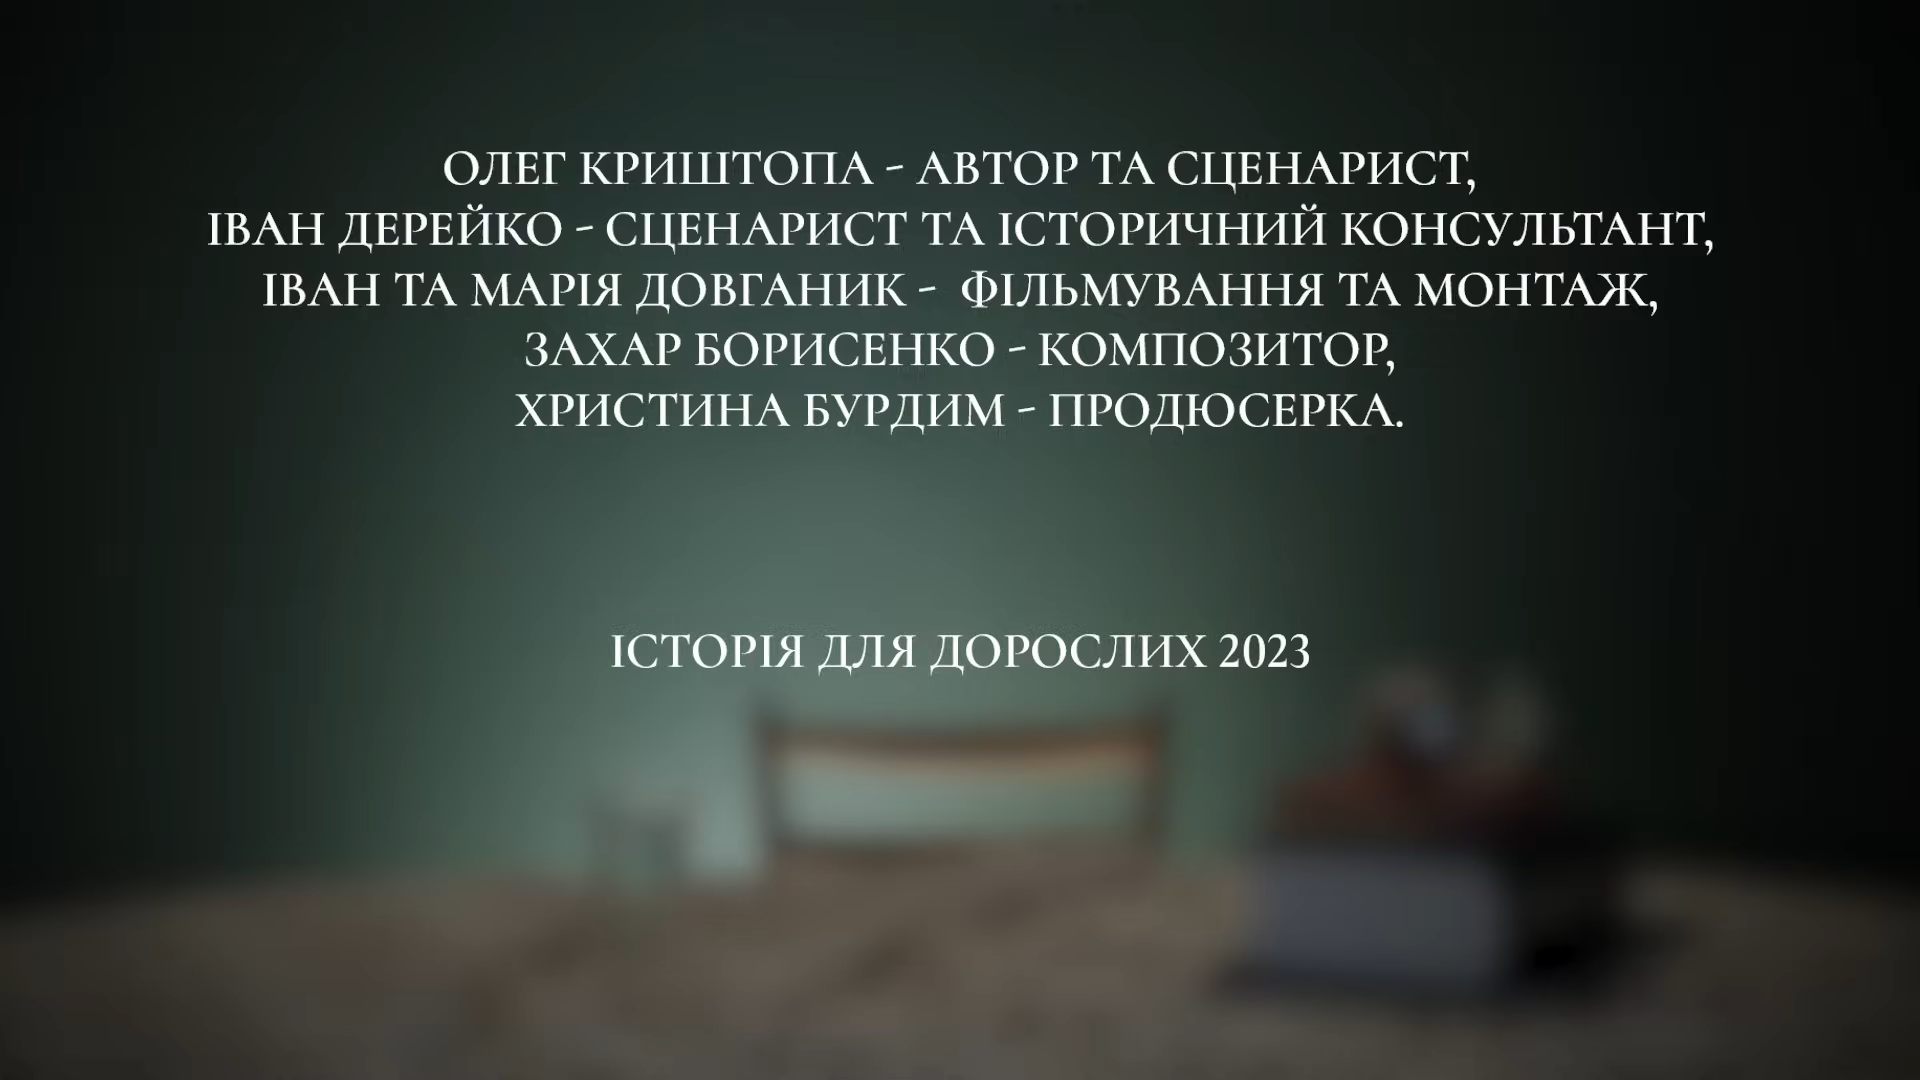 ОЛЕГ КРИШТОПА - АВТОР ТА СЦЕНАРИСТ,
ІВАН ДЕРЕЙКО - СЦЕНАРИСТ ТА ІСТОРИЧНИЙ КОНСУЛЬТАНТ,
ІВАН ТА МАРІЯ ДОВГАНИК - ФІЛЬМУВАННЯ ТА МОНТАЖ,
ЗАХАР БОРИСЕНКО - КОМПОЗИТОР,
ХРИСТИНА БУРДИМ - ПРОДЮСЕРКА.
ІСТОРІЯ ДЛЯ ДОРОСЛИХ 2023